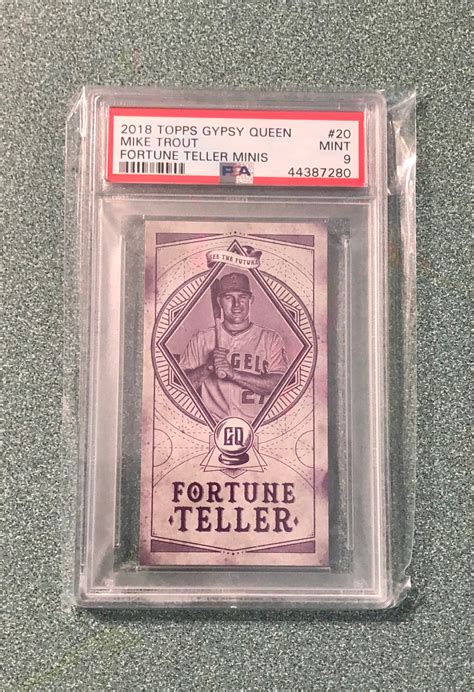 2018 TOPPS GYPSY QUEEN #20
MIKE TROUT MINT
FORTUNE TELLER MINIS 9
PSA 44387280
SEE THE FUTURE
ANGELS
27
GQ
FORTUNE
TELLER